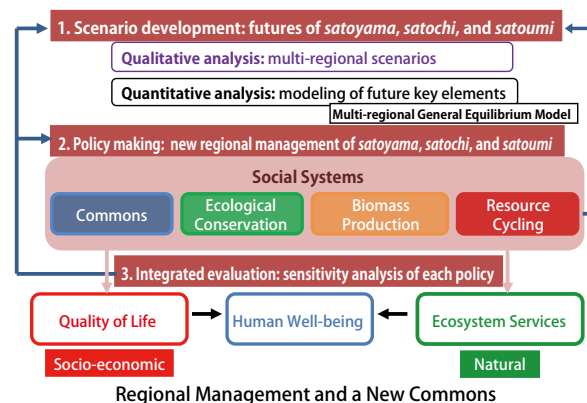 1. Scenario development: futures of satoyama, satochi, and satoumi
Qualitative analysis: multi-regional scenarios
Quantitative analysis: modeling of future key elements
Multi-regional General Equilibrium Model
2. Policy making: new regional management of satoyama, satochi, and satoumi
Social Systems
Commons
Ecological
Conservation
Biomass
Production
Resource
Cycling
3. Integrated evaluation: sensitivity analysis of each policy
Quality of Life
Human Well-being
Ecosystem Services
Socio-economic
Natural
Regional Management and a New Commons